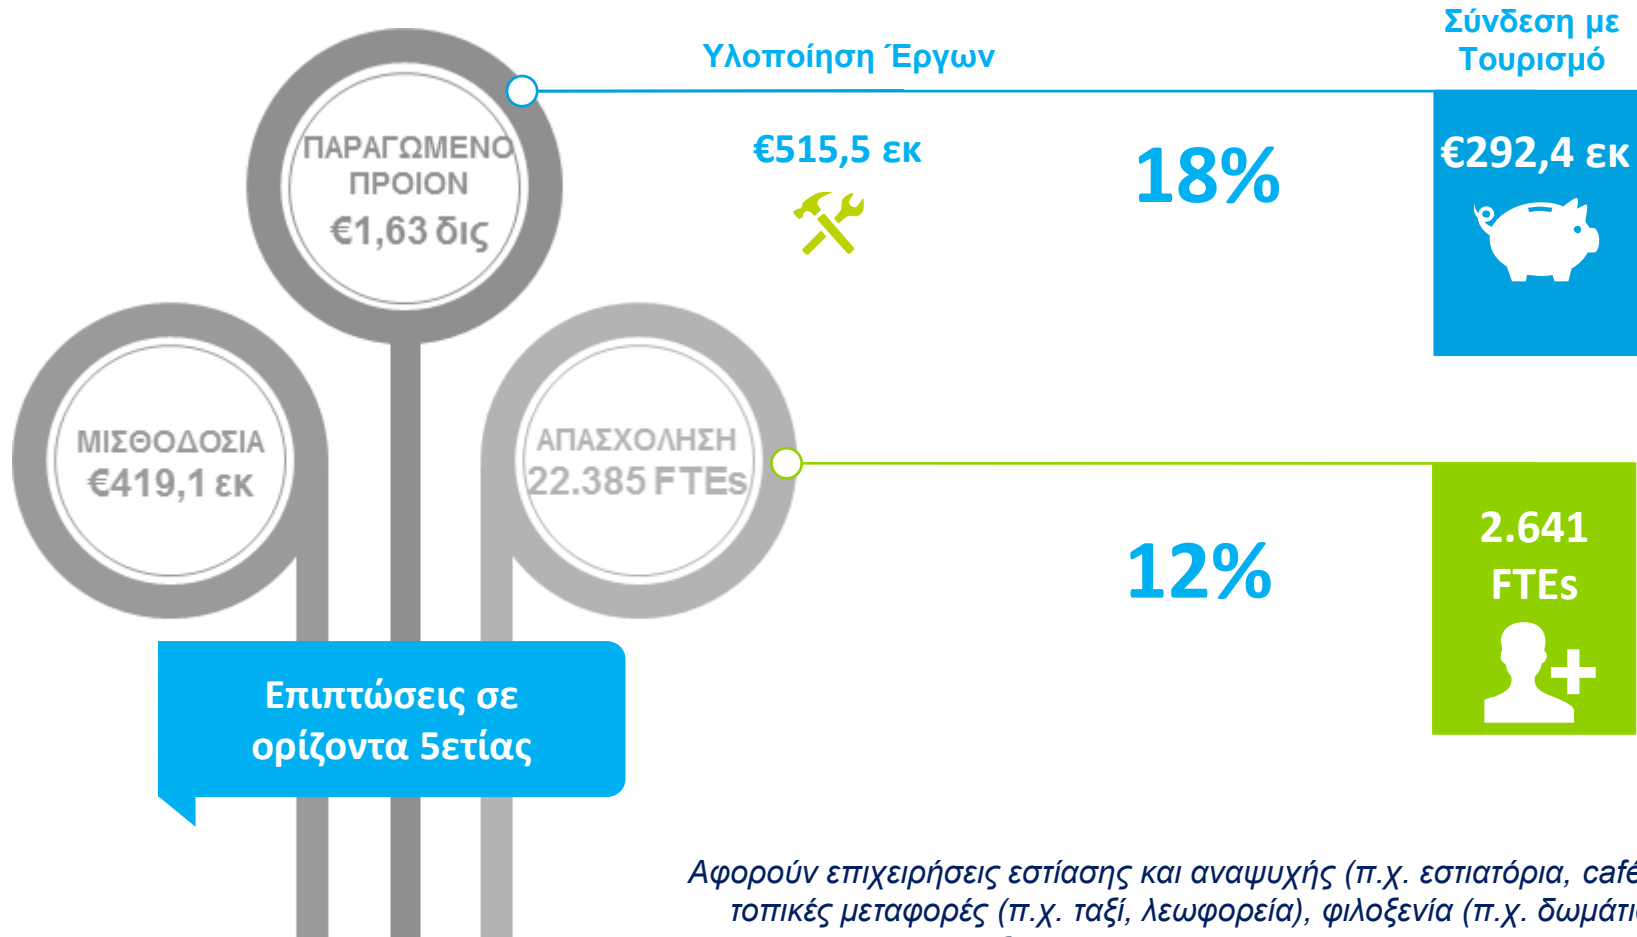 Υλοποίηση Έργων
Σύνδεση με
Τουρισμό
ΠΑΡΑΓΩΜΕΝΟ
ΠΡΟΙΟΝ
€1,63 δις
€515,5 εκ
18%
€292,4 εκ
ΜΙΣΘΟΔΟΣΙΑ
€419,1 εκ
ΑΠΑΣΧΟΛΗΣΗ
22.385 FTEs
12%
2.641
FTEs
Επιπτώσεις σε
ορίζοντα 5ετίας
Αφορούν επιχειρήσεις εστίασης και αναψυχής (π.χ. εστιατόρια, café
τοπικές μεταφορές (π.χ. ταξί, λεωφορεία), φιλοξενία (π.χ. δωμάτια